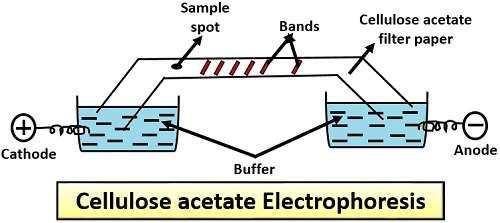 Sample
spot
Bands
Cellulose acetate
filter paper
+
Cathode
Buffer
−
Anode
Cellulose acetate Electrophoresis